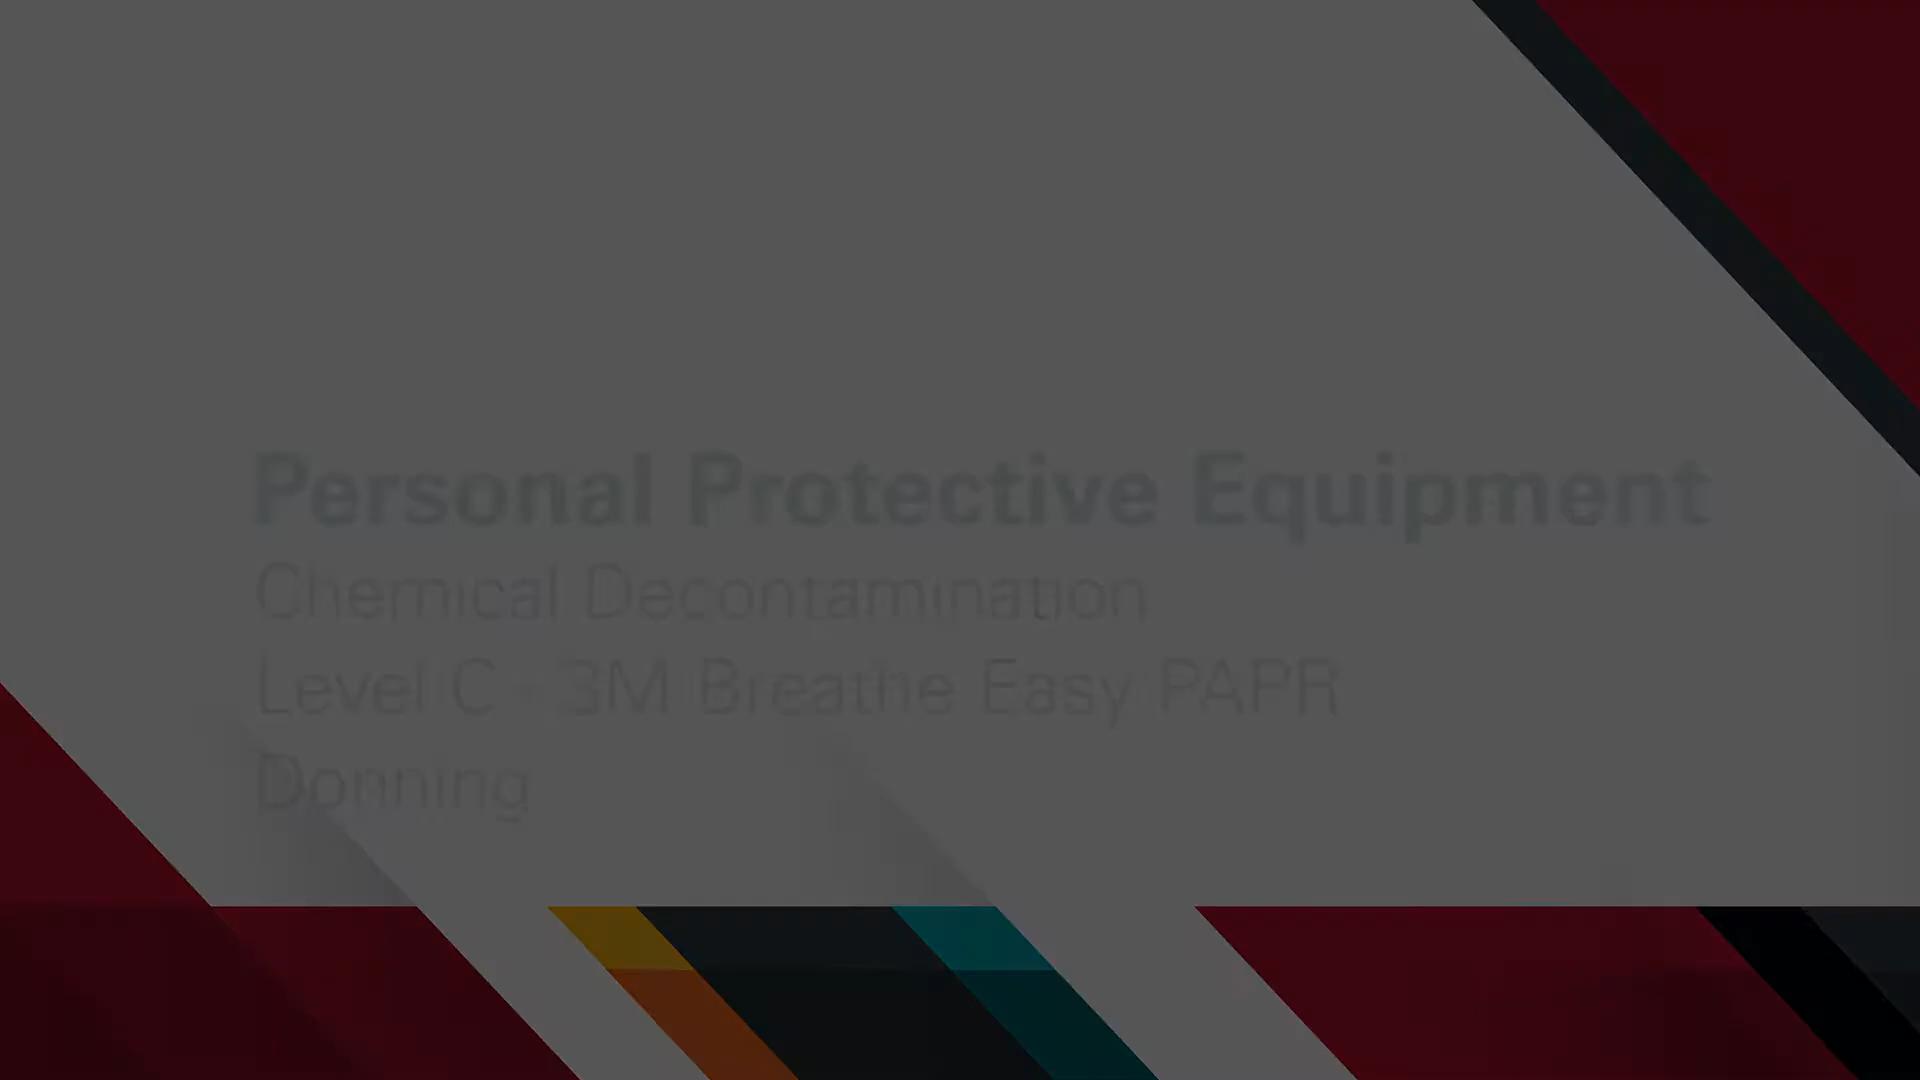 Personal Protective Equipment
Chemical Decontamination
Level C - 3M Breathe Easy PAPR
Donning